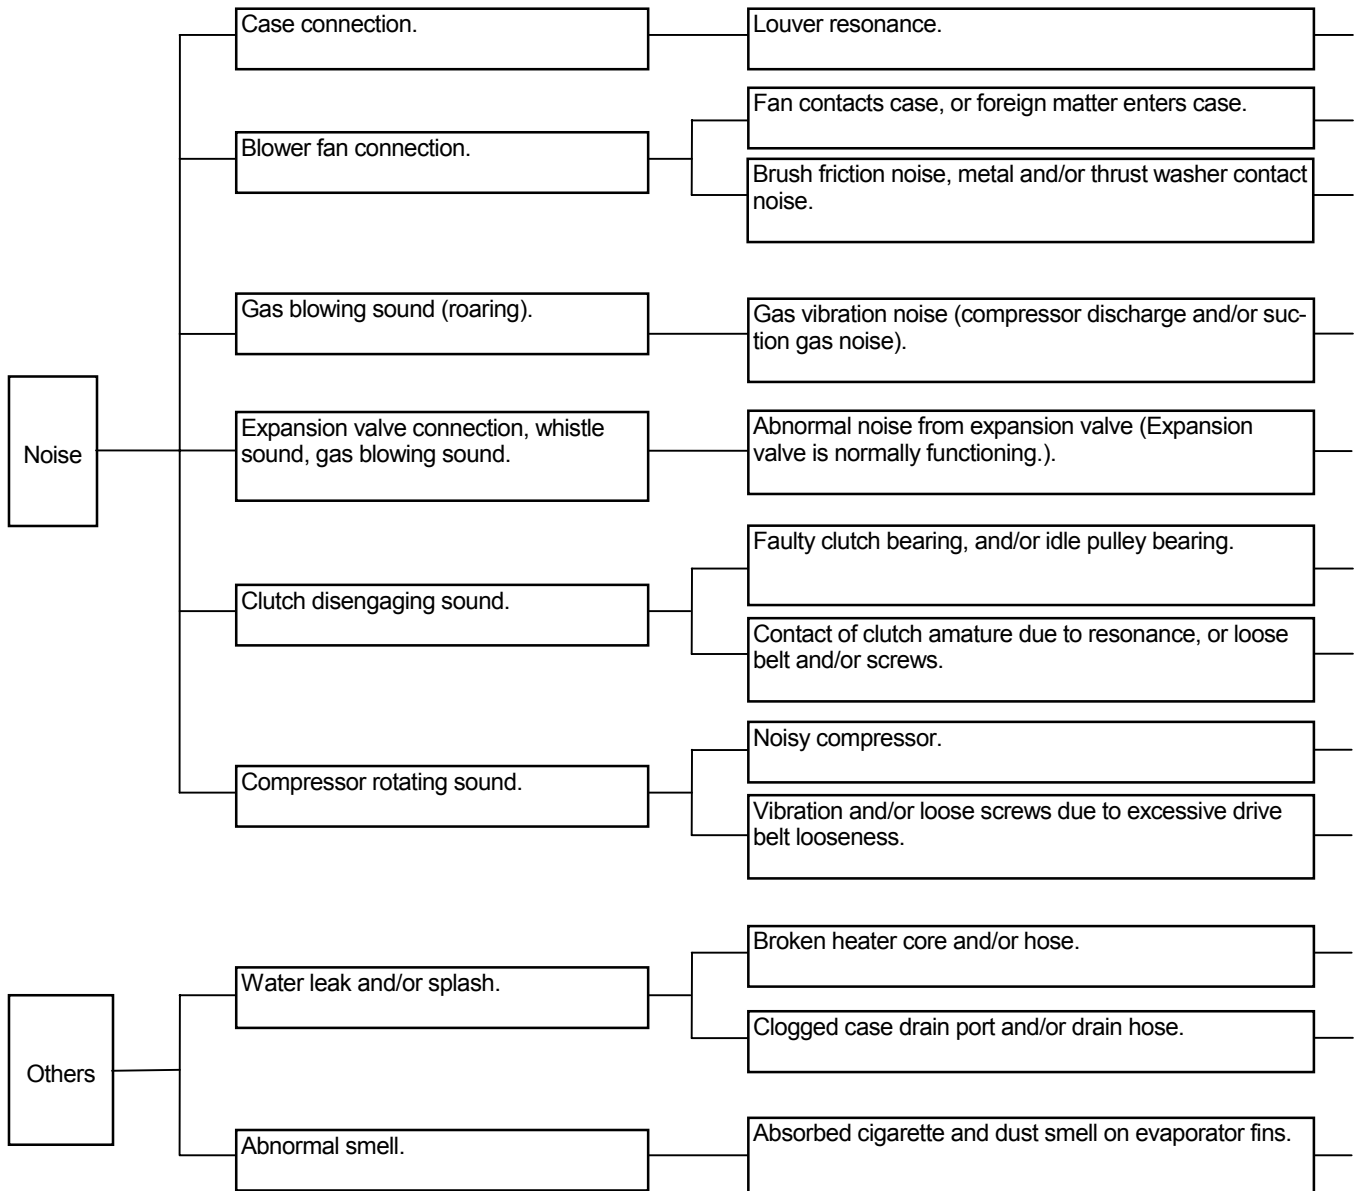 Case connection.
Louver resonance.
Fan contacts case, or foreign matter enters case.
Blower fan connection.
Brush friction noise, metal and/or thrust washer contact
noise.
Gas blowing sound (roaring).
Gas vibration noise (compressor discharge and/or suc-
tion gas noise).
Noise
Expansion valve connection, whistle
sound, gas blowing sound.
Abnormal noise from expansion valve (Expansion
valve is normally functioning.).
Clutch disengaging sound.
Faulty clutch bearing, and/or idle pulley bearing.
Contact of clutch amature due to resonance, or loose
belt and/or screws.
Compressor rotating sound.
Noisy compressor.
Vibration and/or loose screws due to excessive drive
belt looseness.
Others
Water leak and/or splash.
Broken heater core and/or hose.
Clogged case drain port and/or drain hose.
Abnormal smell.
Absorbed cigarette and dust smell on evaporator fins.